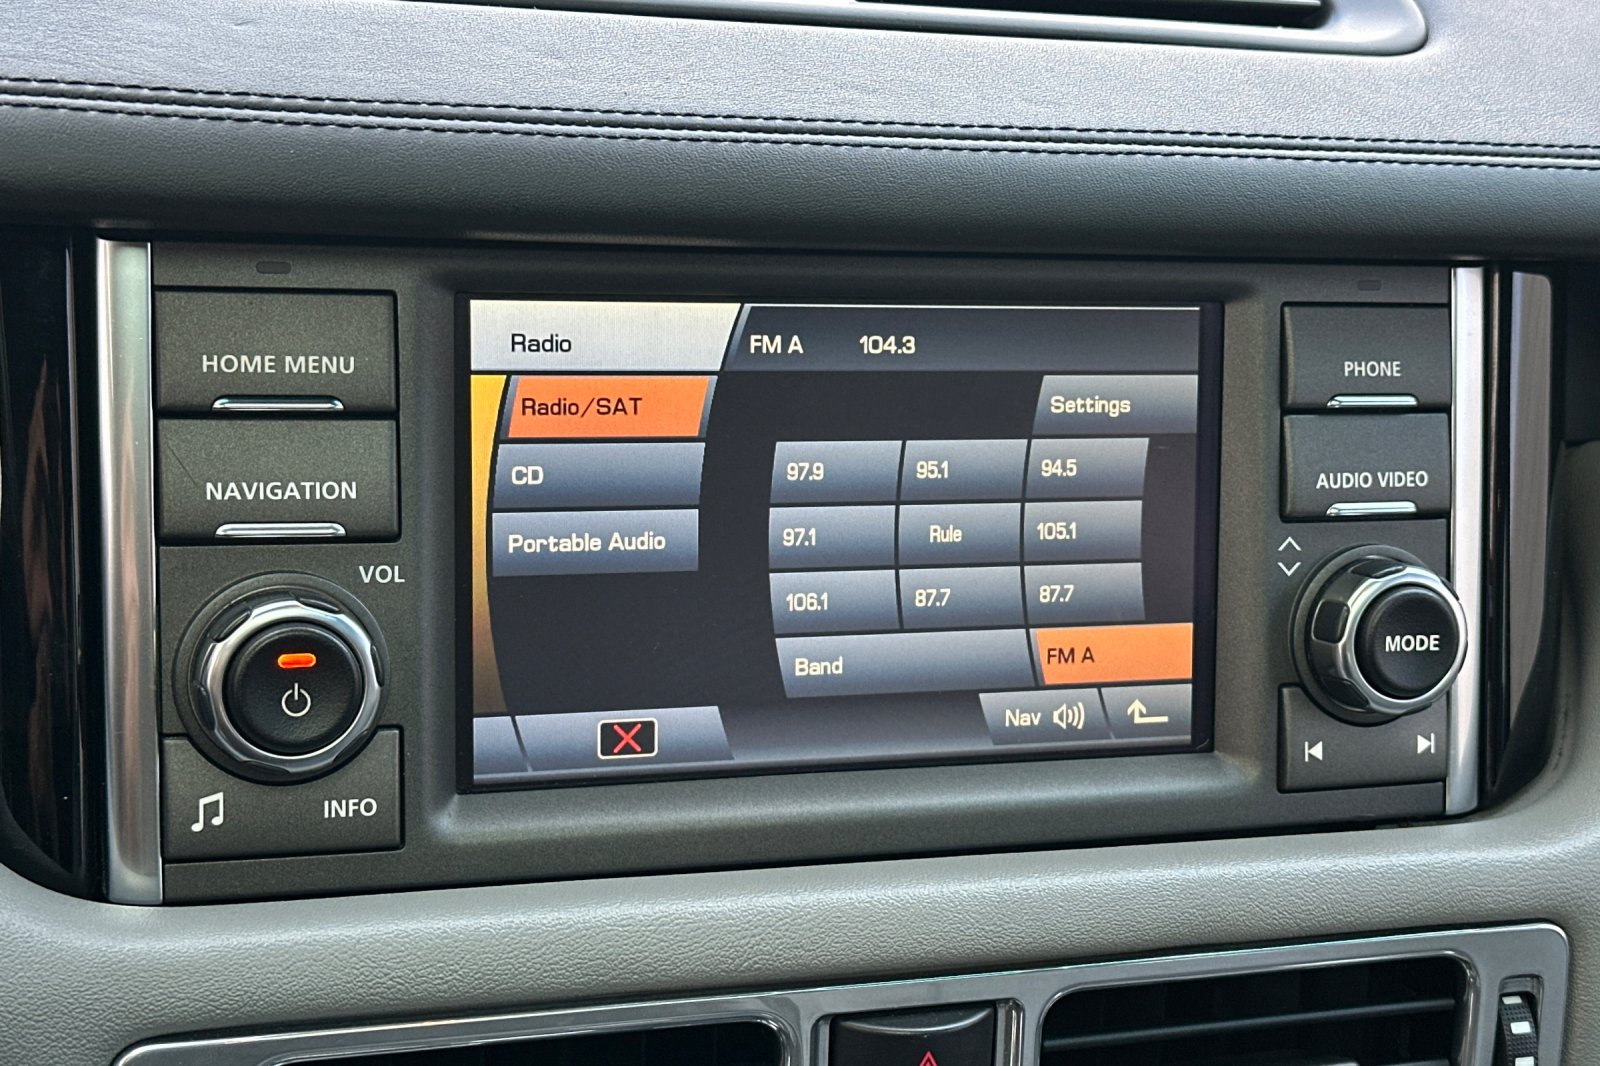 HOME MENU
NAVIGATION
VOL
INFO
Radio
FM A 104.3
Radio/SAT
CD
Portable Audio
Settings
97.9 95.1 94.5
97.1 Rule 105.1
106.1 87.7 87.7
Band FM A
Nav
PHONE
AUDIO VIDEO
MODE